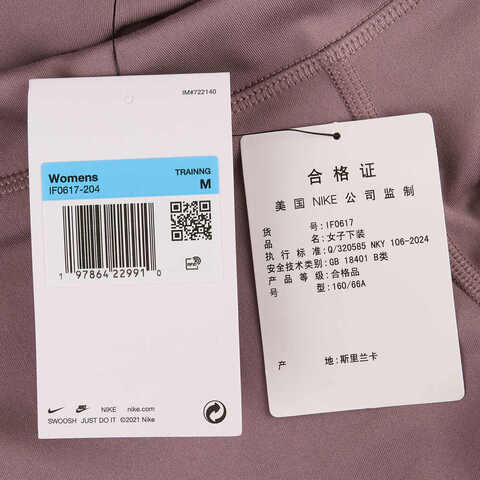 IM#722140
Womens
TRAINNG
IF0617-204
M
1 97864 22991 0
NIKE
nike.com
SWOOSH JUST DO IT ©2021 Nike
合格证
美国 NIKE 公司监制
货号:IF0617
品名:女子下装
执行标准:Q/320585 NKY 106-2024
安全技术类别:GB 18401 B类
产品等级:合格品
型:160/66A
产地:斯里兰卡